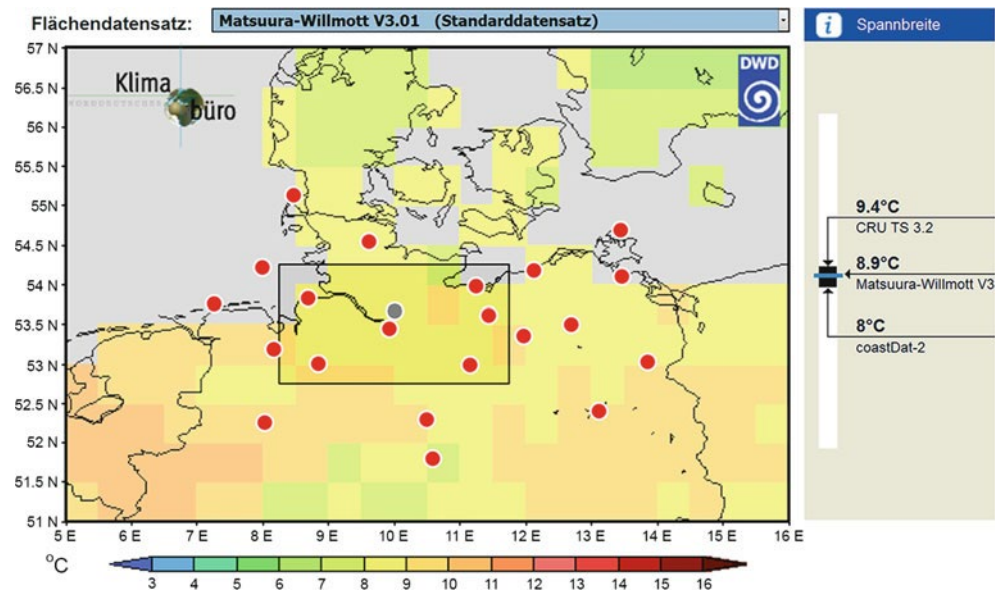 Flächendatensatz:
Matsuura-Willmott V3.01 (Standarddatensatz)
i Spannbreite
57 N
56.5 N
56 N
55.5 N
55 N
54.5 N
54 N
53.5 N
53 N
52.5 N
52 N
51.5 N
51 N
Klima
NORDDEUTSCHES
büro
DWD
9.4°C
CRU TS 3.2
8.9°C
Matsuura-Willmott V3
8°C
coastDat-2
5 E 6 E 7 E 8 E 9 E 10 E 11 E 12 E 13 E 14 E 15 E 16 E
°C
3 4 5 6 7 8 9 10 11 12 13 14 15 16